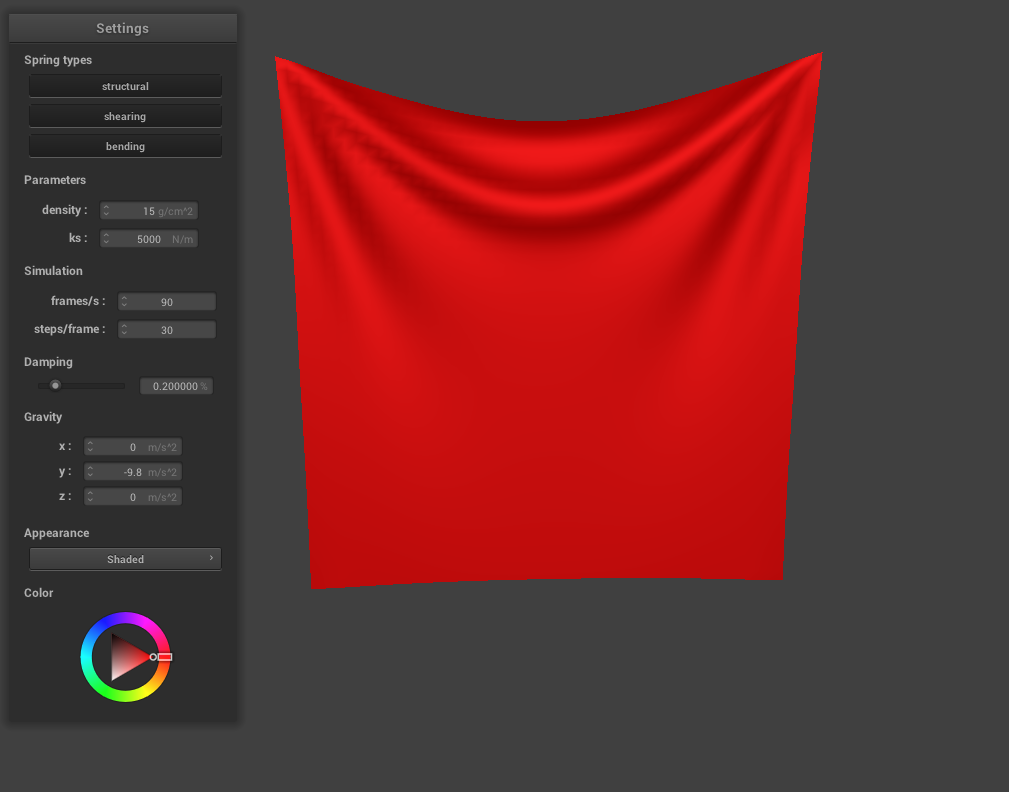 Settings
Spring types
structural
shearing
bending
Parameters
density : 15 g/cm^2
ks : 5000 N/m
Simulation
frames/s : 90
steps/frame : 30
Damping
0.200000 %
Gravity
x : 0 m/s^2
y : -9.8 m/s^2
z : 0 m/s^2
Appearance
Shaded
Color